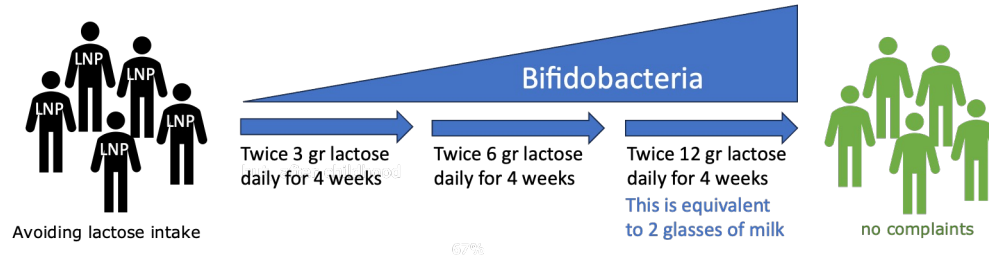 LNP
LNP
LNP
LNP
LNP
Avoiding lactose intake
Bifidobacteria
Twice 3 gr lactose
daily for 4 weeks
Twice 6 gr lactose
daily for 4 weeks
Twice 12 gr lactose
daily for 4 weeks
This is equivalent
to 2 glasses of milk
no complaints
67%